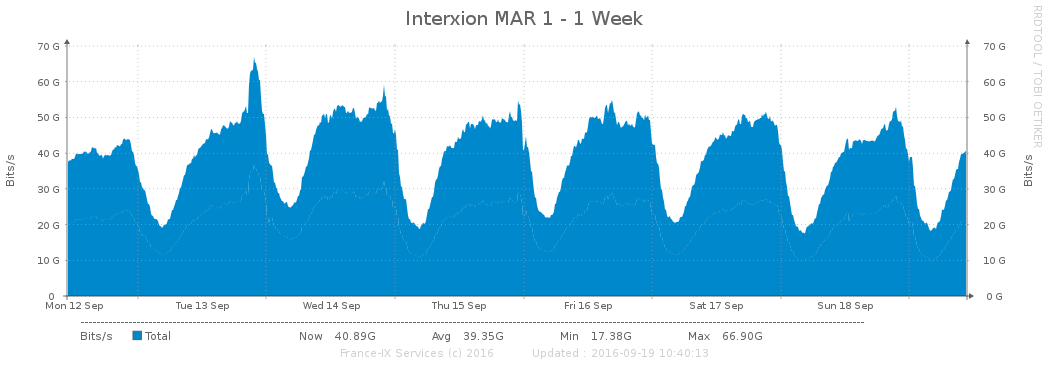 Interxion MAR 1 - 1 Week
RRDTOOL / TOBI OETIKER
Bits/s
70 G
60 G
50 G
40 G
30 G
20 G
10 G
0
70 G
60 G
50 G
40 G
30 G
20 G
10 G
0 G
Bits/s
Mon 12 Sep Tue 13 Sep Wed 14 Sep Thu 15 Sep Fri 16 Sep Sat 17 Sep Sun 18 Sep
Bits/s Total Now 40.89G Avg 39.35G Min 17.38G Max 66.90G
France-IX Services (c) 2016 Updated : 2016-09-19 10:40:13